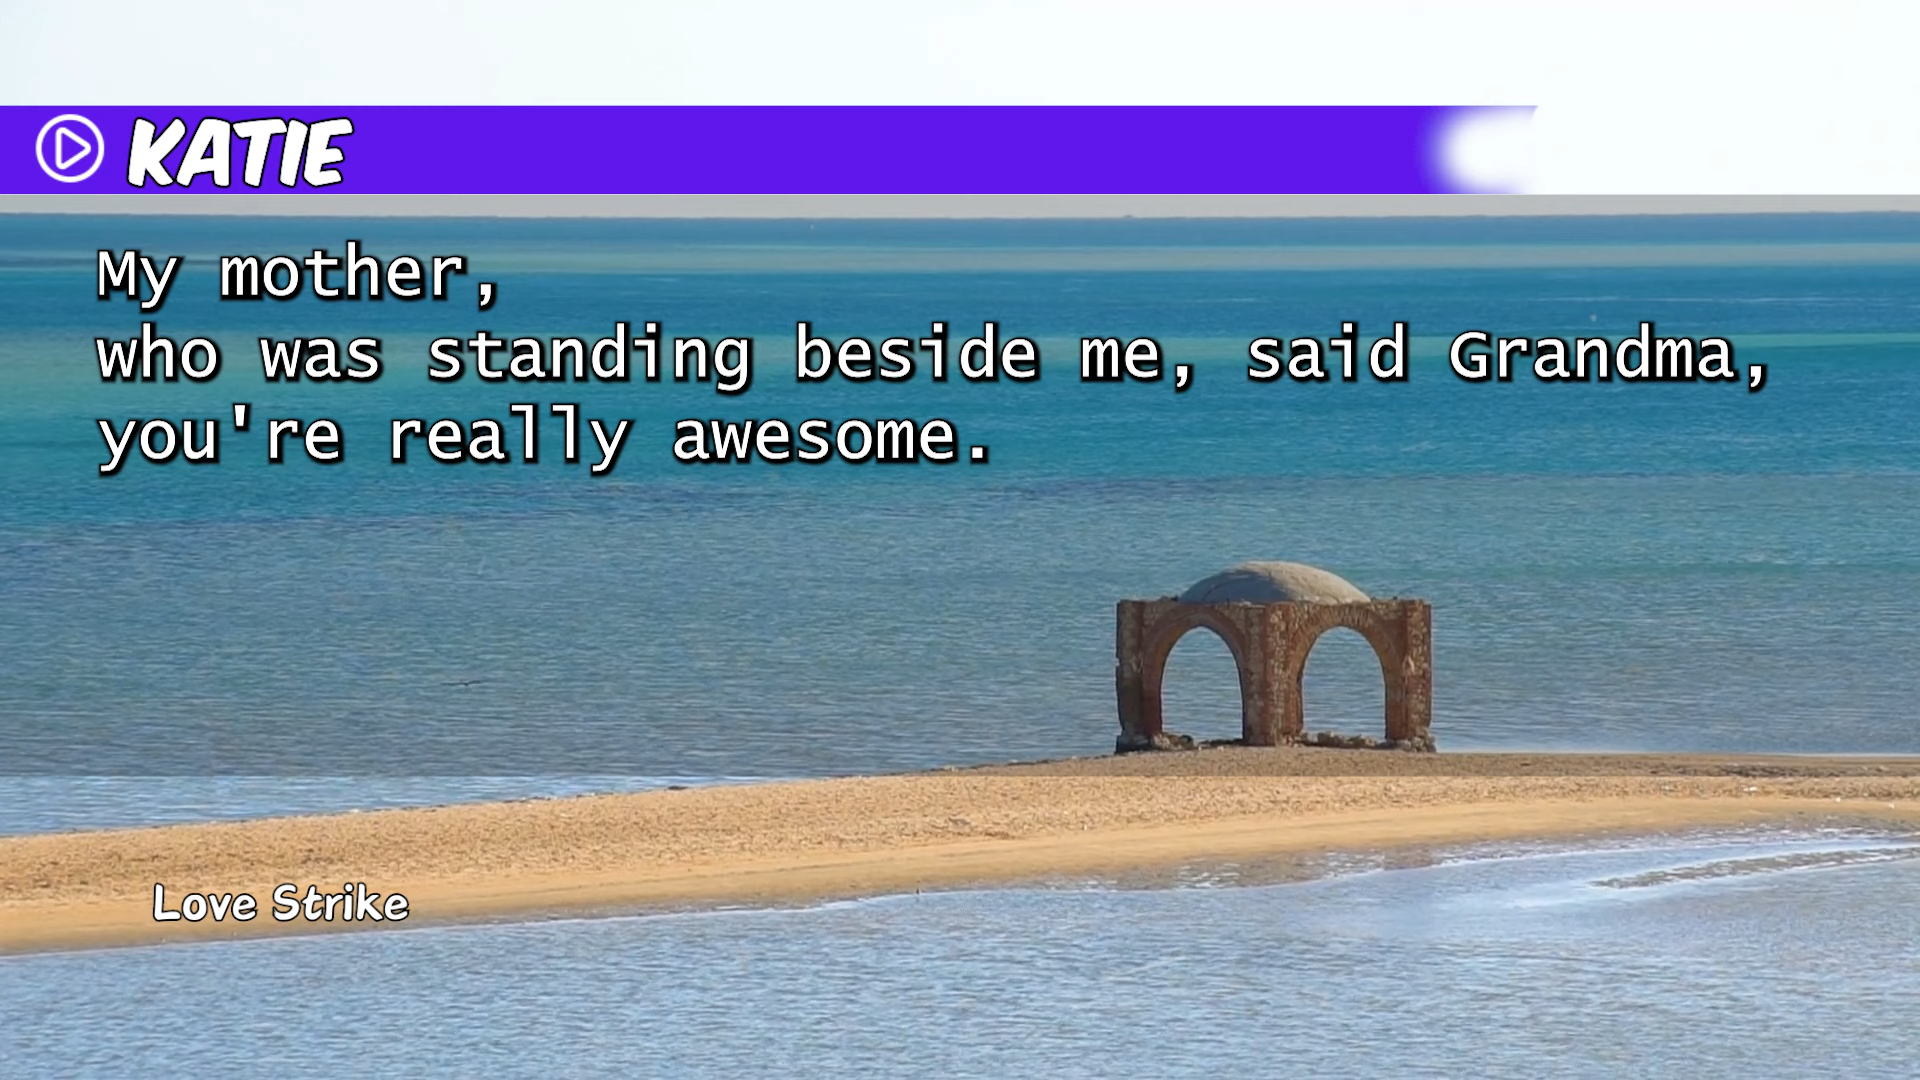 KATIE
My mother,
who was standing beside me, said Grandma,
you're really awesome.
Love Strike